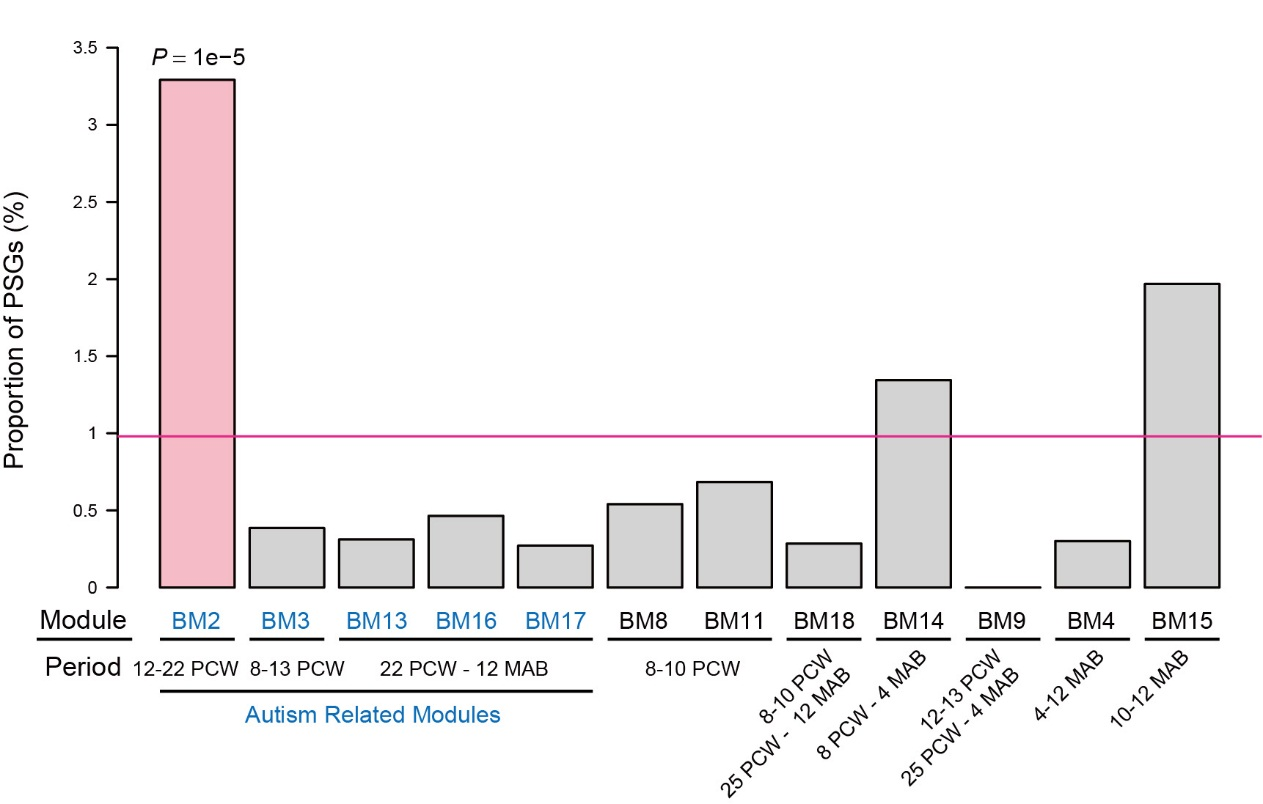 P = 1e−5
Proportion of PSGs (%)
3.5
3
2.5
2
1.5
1
0.5
0
Module BM2 BM3 BM13 BM16 BM17 BM8 BM11 BM18 BM14 BM9 BM4 BM15
Period 12-22 PCW 8-13 PCW 22 PCW - 12 MAB 8-10 PCW
8-10 PCW
25 PCW - 12 MAB
8 PCW - 4 MAB
12-13 PCW
25 PCW - 4 MAB
4-12 MAB
10-12 MAB
Autism Related Modules